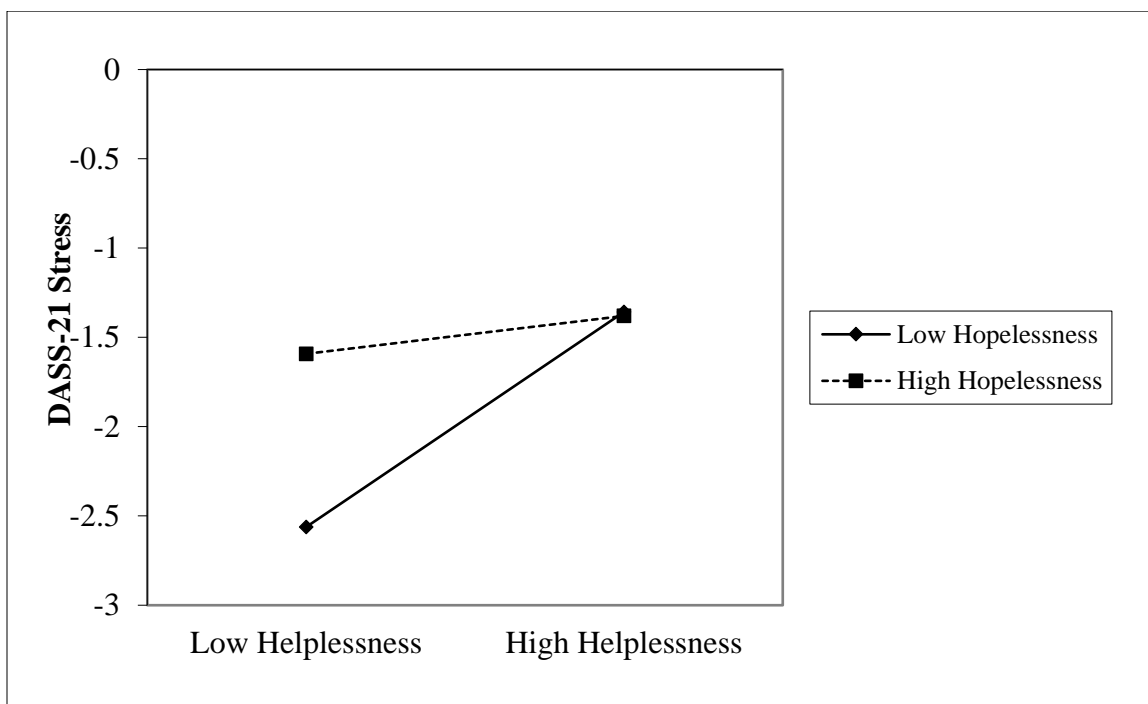 0
-0.5
-1
-1.5
-2
-2.5
-3
DASS-21 Stress
Low Helplessness
High Helplessness
Low Hopelessness
High Hopelessness